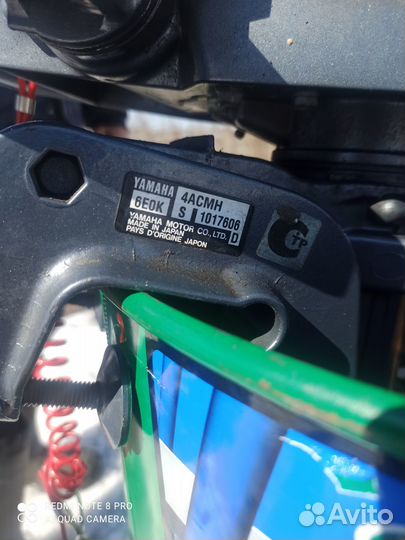 YAMAHA
4ACMH
6E0K
S 1017606
YAMAHA MOTOR CO., LTD.
MADE IN JAPAN
PAYS D'ORIGINE JAPON
D
TP
REDMI NOTE 8 PRO
QUAD CAMERA
Avito